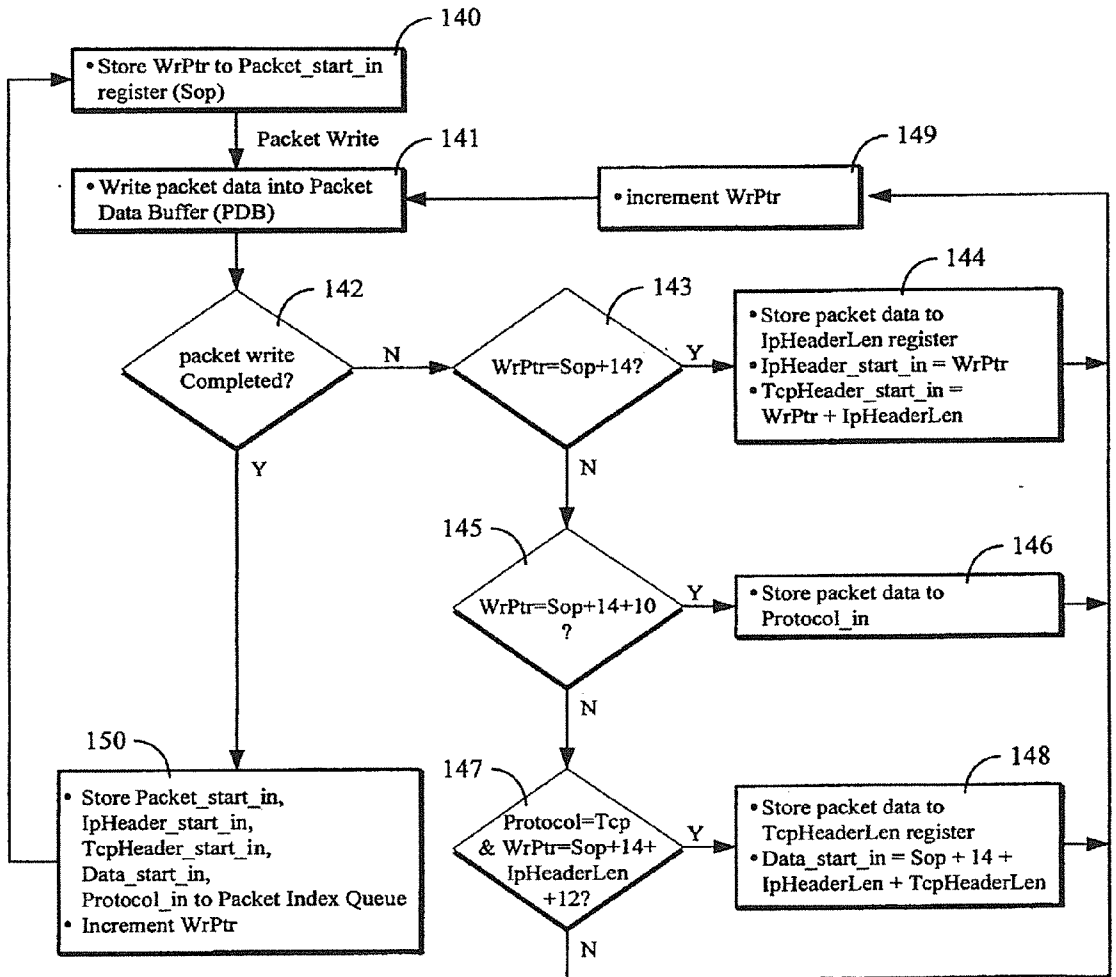 140
• Store WrPtr to Packet_start_in
register (Sop)
Packet Write
141
• Write packet data into Packet
Data Buffer (PDB)
149
• increment WrPtr
142
packet write
Completed?
N
Y
143
WrPtr=Sop+14?
Y
N
144
• Store packet data to
IpHeaderLen register
• IpHeader_start_in = WrPtr
• TcpHeader_start_in =
WrPtr + IpHeaderLen
145
WrPtr=Sop+14+10
?
Y
N
146
• Store packet data to
Protocol_in
147
Protocol=Tcp
& WrPtr=Sop+14+
IpHeaderLen
+12?
Y
N
148
• Store packet data to
TcpHeaderLen register
• Data_start_in = Sop + 14 +
IpHeaderLen + TcpHeaderLen
150
• Store Packet_start_in,
IpHeader_start_in,
TcpHeader_start_in,
Data_start_in,
Protocol_in to Packet Index Queue
• Increment WrPtr